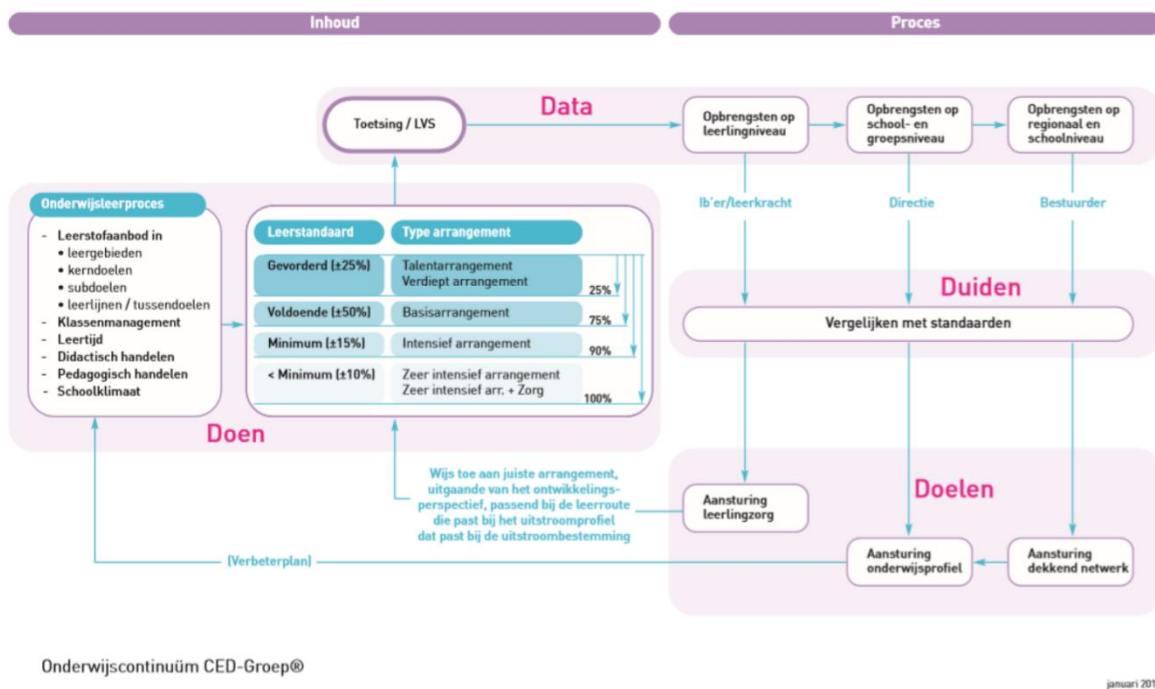 Inhoud
Proces
Data
Toetsing / LVS
Opbrengsten op
leerlingniveau
Opbrengsten op
school- en
groepsniveau
Opbrengsten op
regionaal en
schoolniveau
Ib'er/leerkracht
Directie
Bestuurder
Onderwijsleerproces
- Leerstofaanbod in
• leergebieden
• kerndoelen
• subdoelen
• leerlijnen / tussendoelen
- Klassenmanagement
- Leertijd
- Didactisch handelen
- Pedagogisch handelen
- Schoolklimaat
Leerstandaard
Type arrangement
Gevorderd (±25%)
Talentarrangement
Verdiept arrangement
25%
Voldoende (±50%)
Basisarrangement
75%
Minimum (±15%)
Intensief arrangement
90%
< Minimum (±10%)
Zeer intensief arrangement
Zeer intensief arr. + Zorg
100%
Doen
Duiden
Vergelijken met standaarden
Doelen
Wijs toe aan juiste arrangement,
uitgaande van het ontwikkelings-
perspectief, passend bij de leerroute
die past bij het uitstroomprofiel
dat past bij de uitstroombestemming
Aansturing
leerlingzorg
(Verbeterplan)
Aansturing
onderwijsprofiel
Aansturing
dekkend netwerk
Onderwijscontinuüm CED-Groep®
januari 201